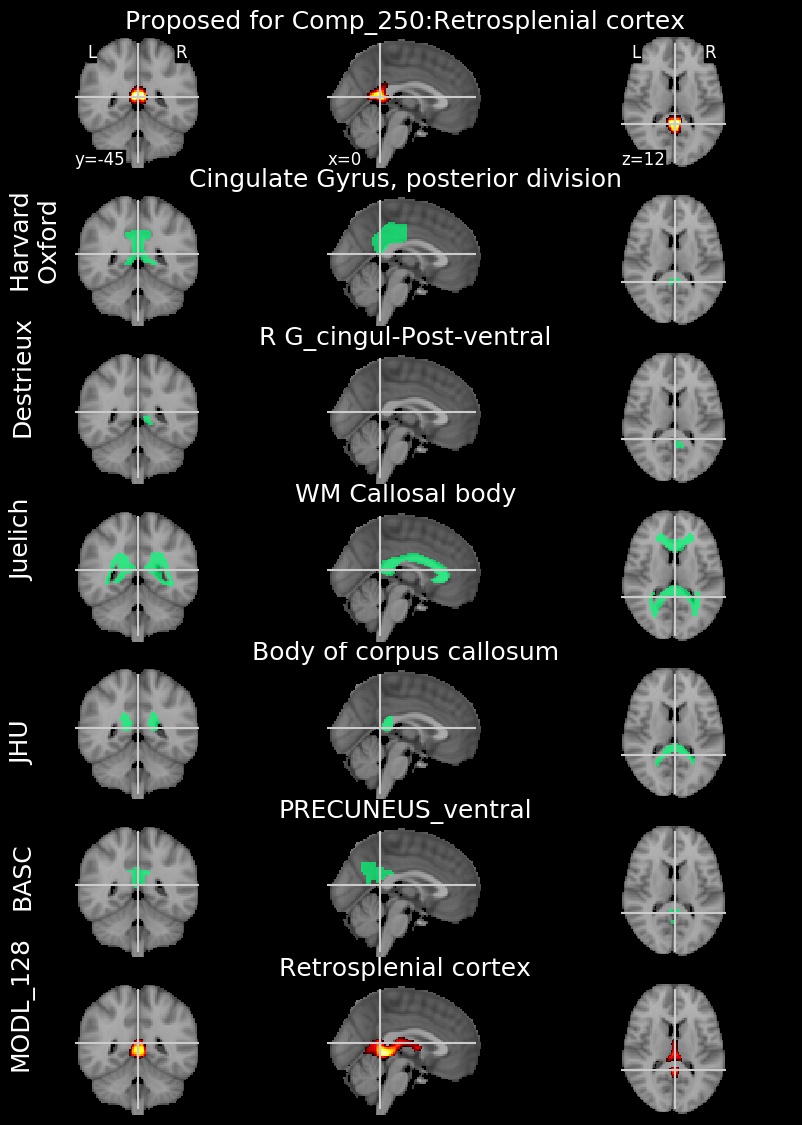 Proposed for Comp_250:Retrosplenial cortex
L R L R
y=-45 x=0 z=12
Cingulate Gyrus, posterior division
Harvard
Oxford
R G_cingul-Post-ventral
Destrieux
WM Callosal body
Juelich
Body of corpus callosum
JHU
PRECUNEUS_ventral
BASC
Retrosplenial cortex
MODL_128